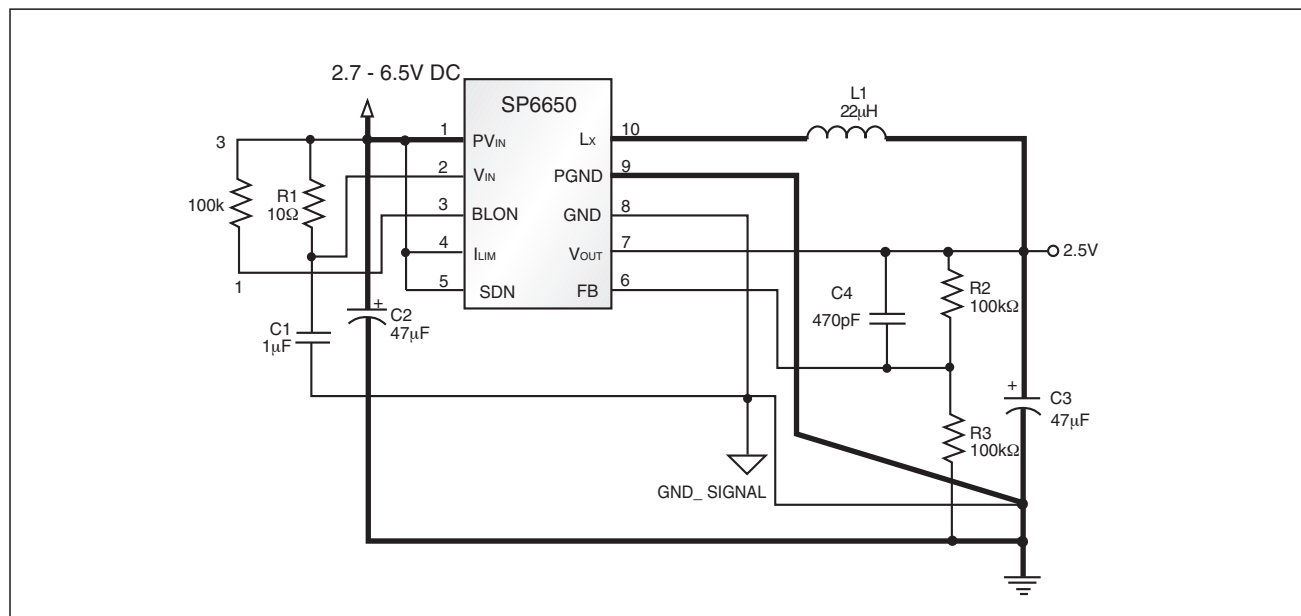 2.7 - 6.5V DC
SP6650
L1
22μH
3
1
PVIN
LX
10
100k
R1
10Ω
2
VIN
PGND
9
3
BLON
GND
8
4
ILIM
VOUT
7
2.5V
1
5
SDN
FB
6
C4
470pF
R2
100kΩ
C1
1μF
+
C2
47μF
+
C3
47μF
R3
100kΩ
GND_ SIGNAL